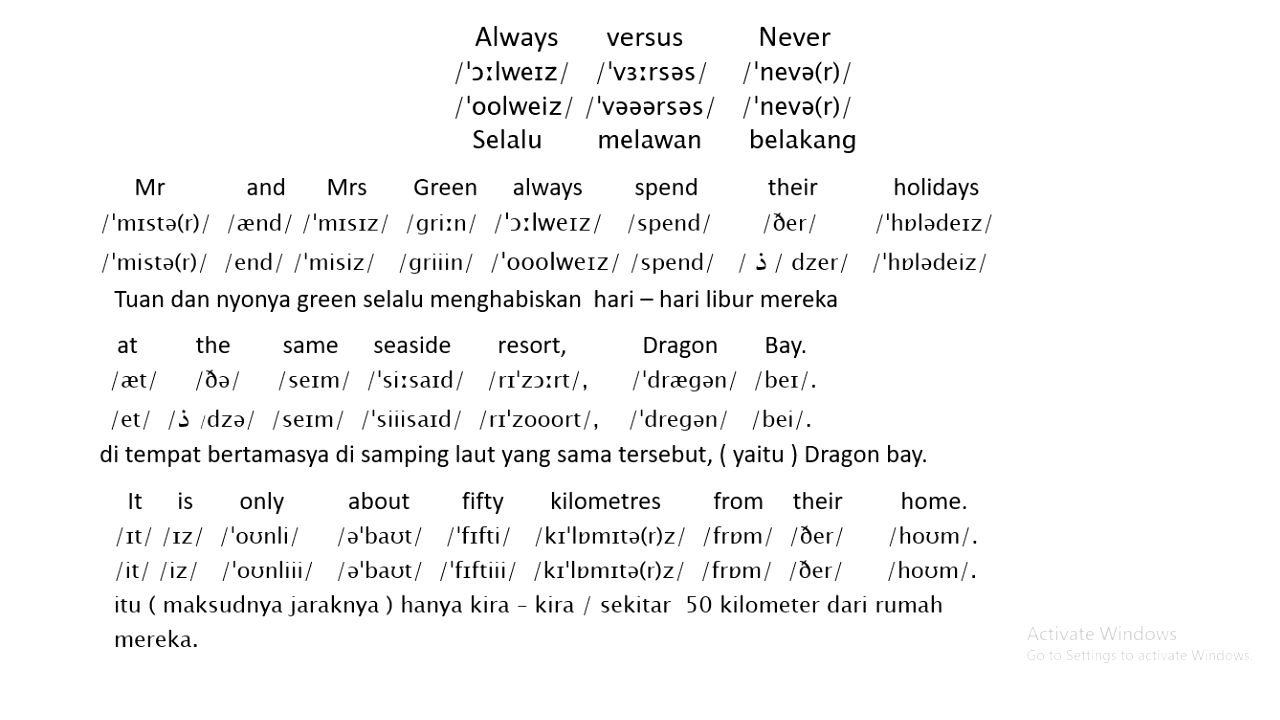 Always versus Never
/ˈɔːlweɪz/ /ˈvɜːrsəs/ /ˈnevə(r)/
/ˈoolweiz/ /ˈvəəərsəs/ /ˈnevə(r)/
Selalu melawan belakang
Mr and Mrs Green always spend their holidays
/ˈmɪstə(r)/ /ænd/ /ˈmɪsɪz/ /ɡriːn/ /ˈɔːlweɪz/ /spend/ /ðer/ /ˈhɒlədeɪz/
/ˈmistə(r)/ /end/ /ˈmisiz/ /griiin/ /ˈooolweɪz/ /spend/ / ذ / dzer/ /ˈhɒlədeiz/
Tuan dan nyonya green selalu menghabiskan hari – hari libur mereka
at the same seaside resort, Dragon Bay.
/æt/ /ðə/ /seɪm/ /ˈsiːsaɪd/ /rɪˈzɔːrt/, /ˈdræɡən/ /beɪ/.
/et/ /ذ /dzə/ /seɪm/ /ˈsiiisaɪd/ /rɪˈzooort/, /ˈdregən/ /bei/.
di tempat bertamasya di samping laut yang sama tersebut, ( yaitu ) Dragon bay.
It is only about fifty kilometres from their home.
/ɪt/ /ɪz/ /ˈoʊnli/ /əˈbaʊt/ /ˈfɪfti/ /kɪˈlɒmɪtə(r)z/ /frɒm/ /ðer/ /hoʊm/.
/it/ /iz/ /ˈoʊnliii/ /əˈbaʊt/ /ˈfɪftiii/ /kɪˈlɒmɪtə(r)z/ /frɒm/ /ðer/ /hoʊm/.
itu ( maksudnya jaraknya ) hanya kira – kira / sekitar 50 kilometer dari rumah
mereka.
Activate Windows
Go to Settings to activate Windows.